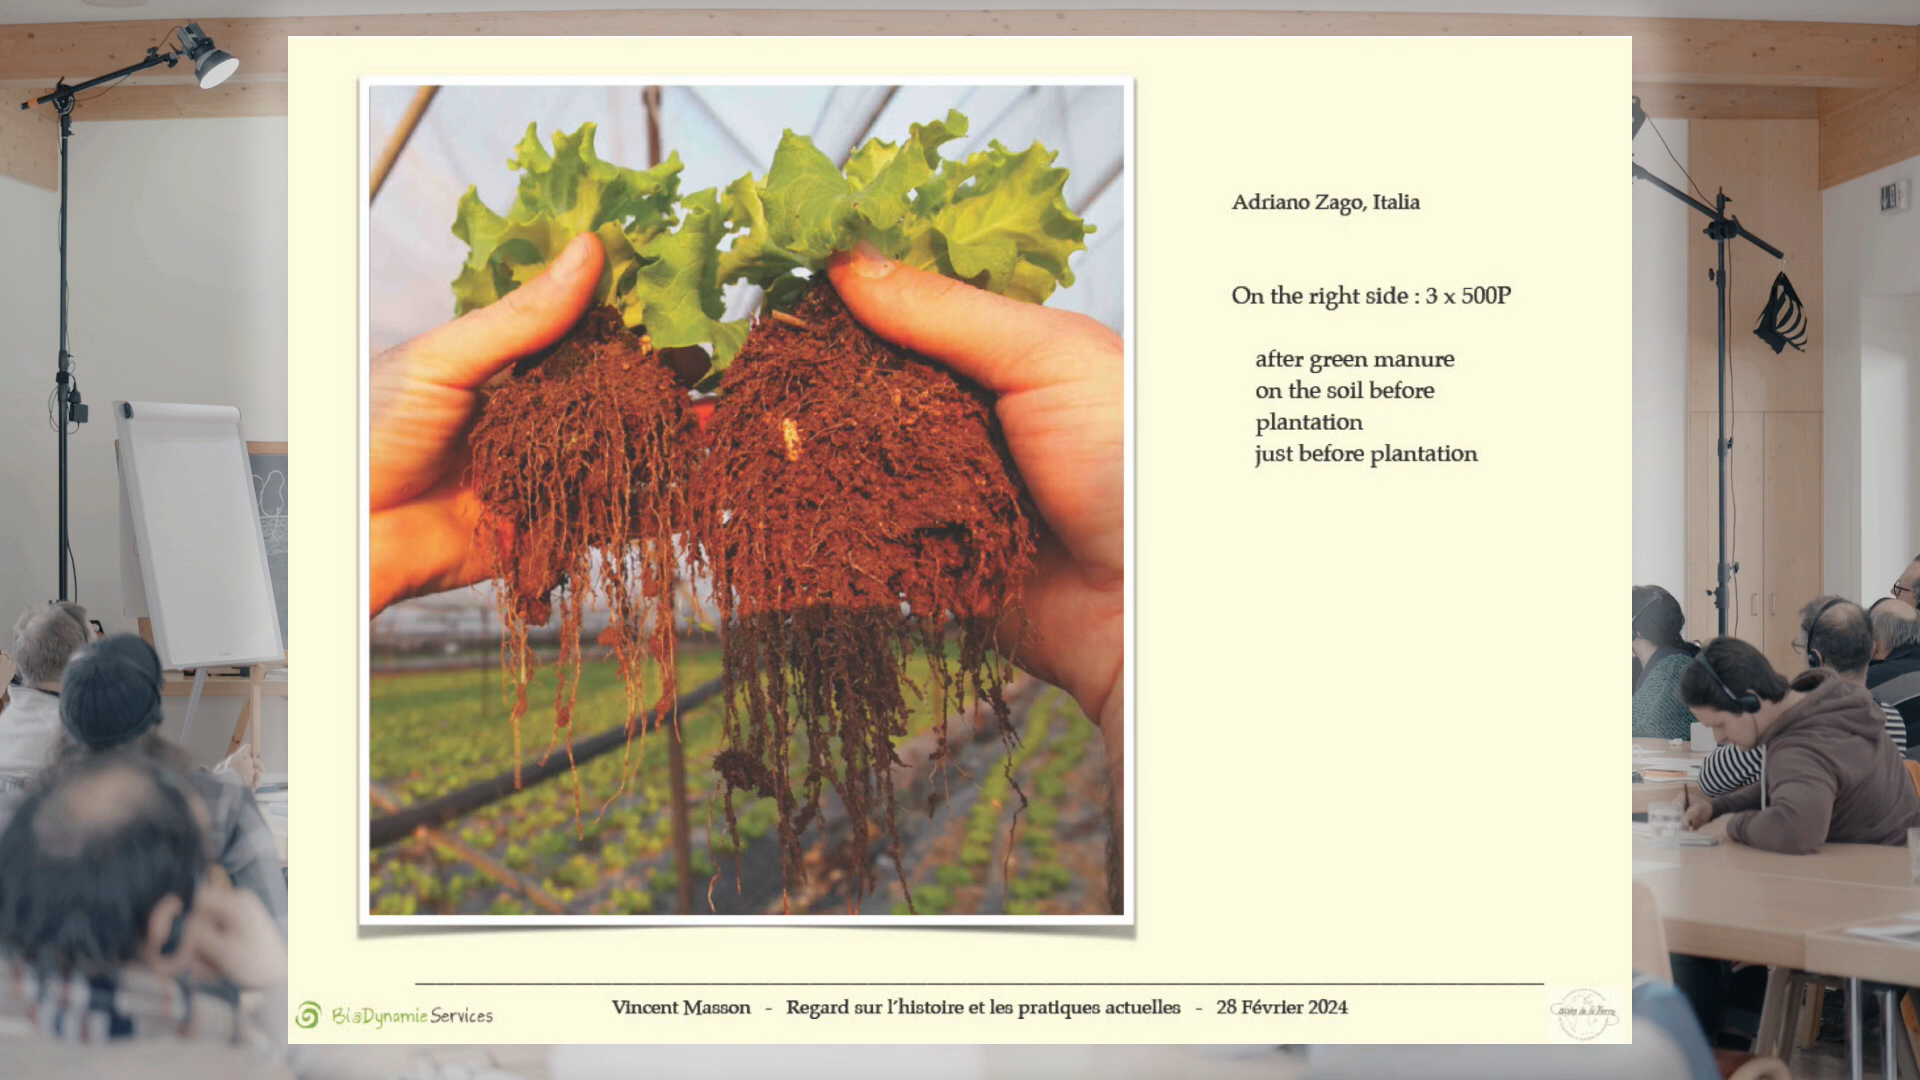 Adriano Zago, Italia
On the right side : 3 x 500P
after green manure
on the soil before
plantation
just before plantation
BioDynamie Services
Vincent Masson - Regard sur l´histoire et les pratiques actuelles - 28 Février 2024